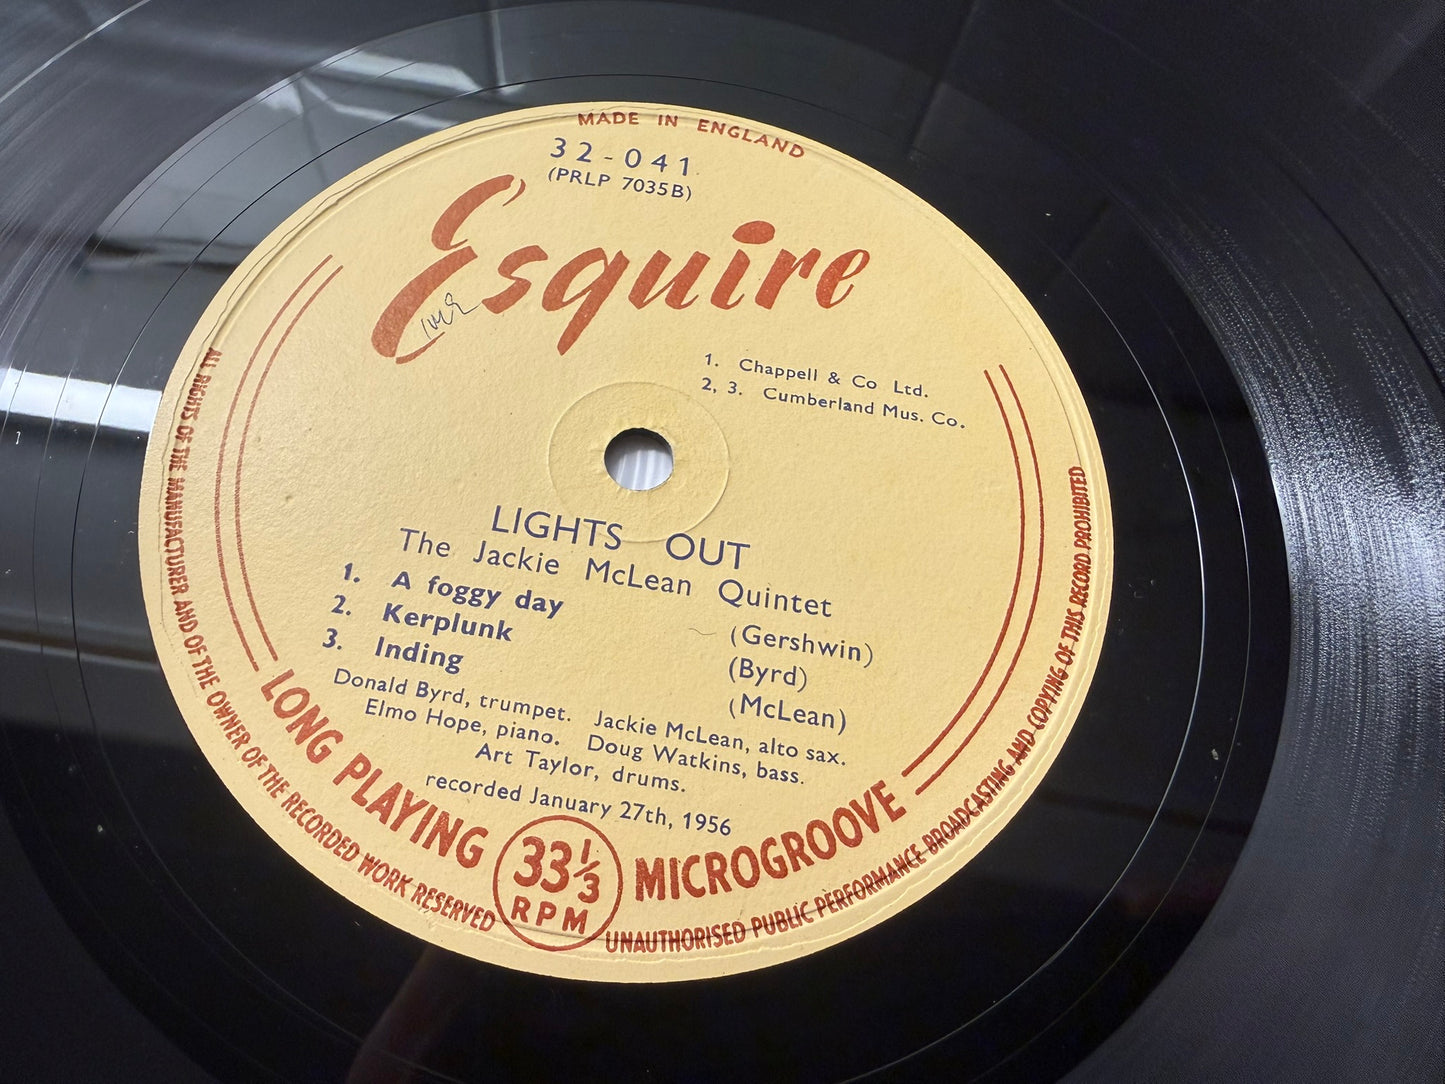 MADE IN ENGLAND
32-041
(PRLP 7035B)
Esquire
1. Chappell & Co Ltd.
2, 3. Cumberland Mus. Co.
LIGHTS OUT
The Jackie McLean Quintet
1. A foggy day (Gershwin)
2. Kerplunk (Byrd)
3. Inding (McLean)
Donald Byrd, trumpet. Jackie McLean, alto sax.
Elmo Hope, piano. Doug Watkins, bass.
Art Taylor, drums.
recorded January 27th, 1956
LONG PLAYING 33⅓ RPM MICROGROOVE
ALL RIGHTS OF THE MANUFACTURER AND OF THE OWNER OF THE RECORDED WORK RESERVED
UNAUTHORISED PUBLIC PERFORMANCE BROADCASTING AND COPYING OF THIS RECORD PROHIBITED